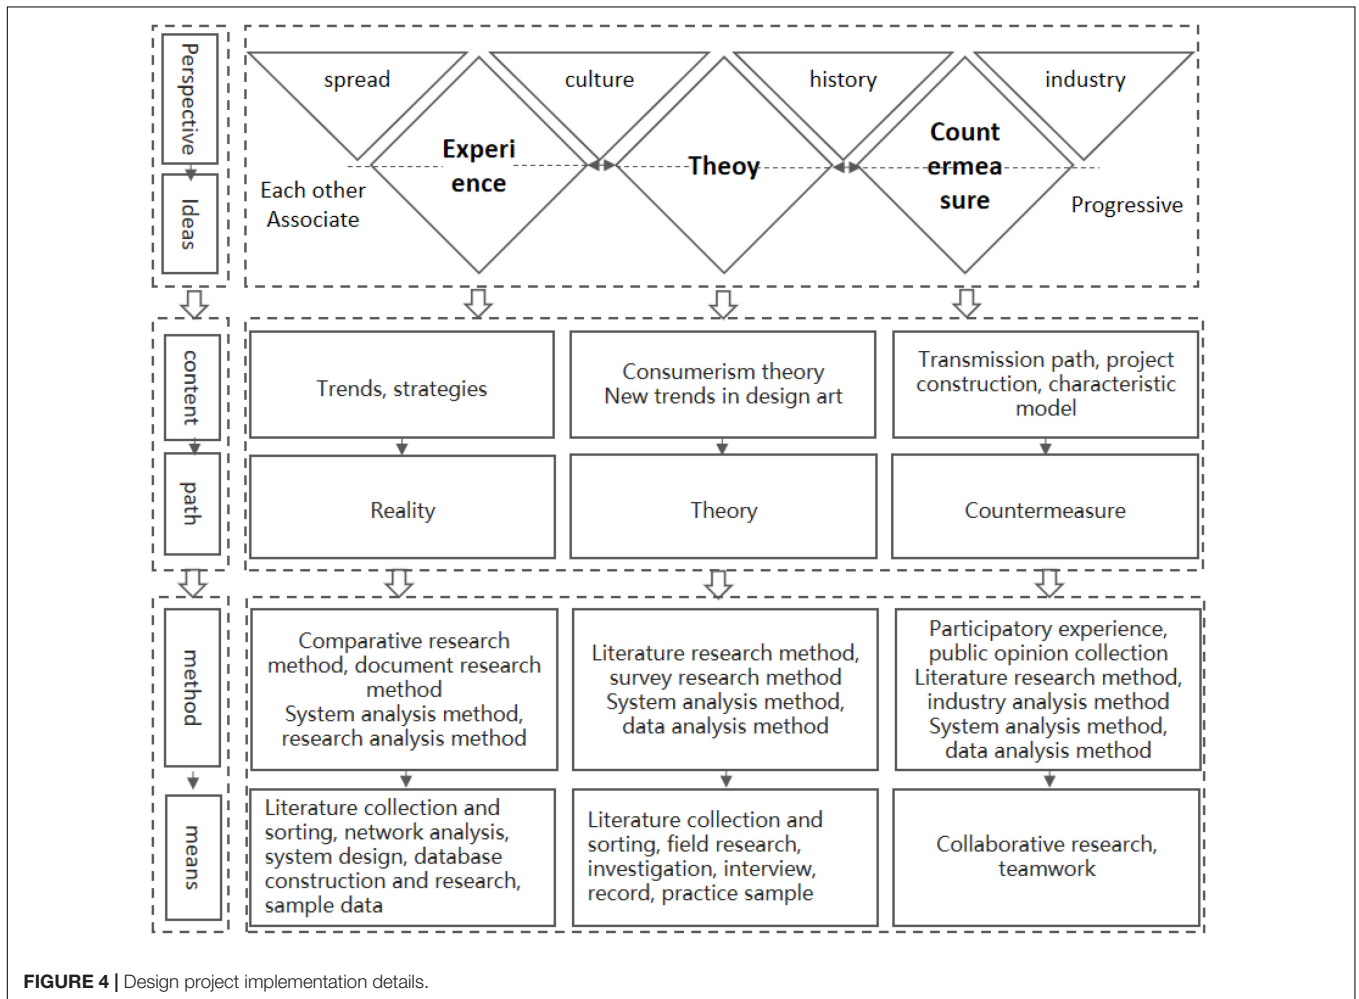 Perspective
Ideas
spread
culture
history
industry
Experi
ence
Theoy
Count
ermea
sure
Each other
Associate
Progressive
content
path
Trends, strategies
Consumerism theory
New trends in design art
Transmission path, project
construction, characteristic
model
Reality
Theory
Countermeasure
method
means
Comparative research
method, document research
method
System analysis method,
research analysis method
Literature research method,
survey research method
System analysis method,
data analysis method
Participatory experience,
public opinion collection
Literature research method,
industry analysis method
System analysis method,
data analysis method
Literature collection and
sorting, network analysis,
system design, database
construction and research,
sample data
Literature collection and
sorting, field research,
investigation, interview,
record, practice sample
Collaborative research,
teamwork
FIGURE 4 | Design project implementation details.